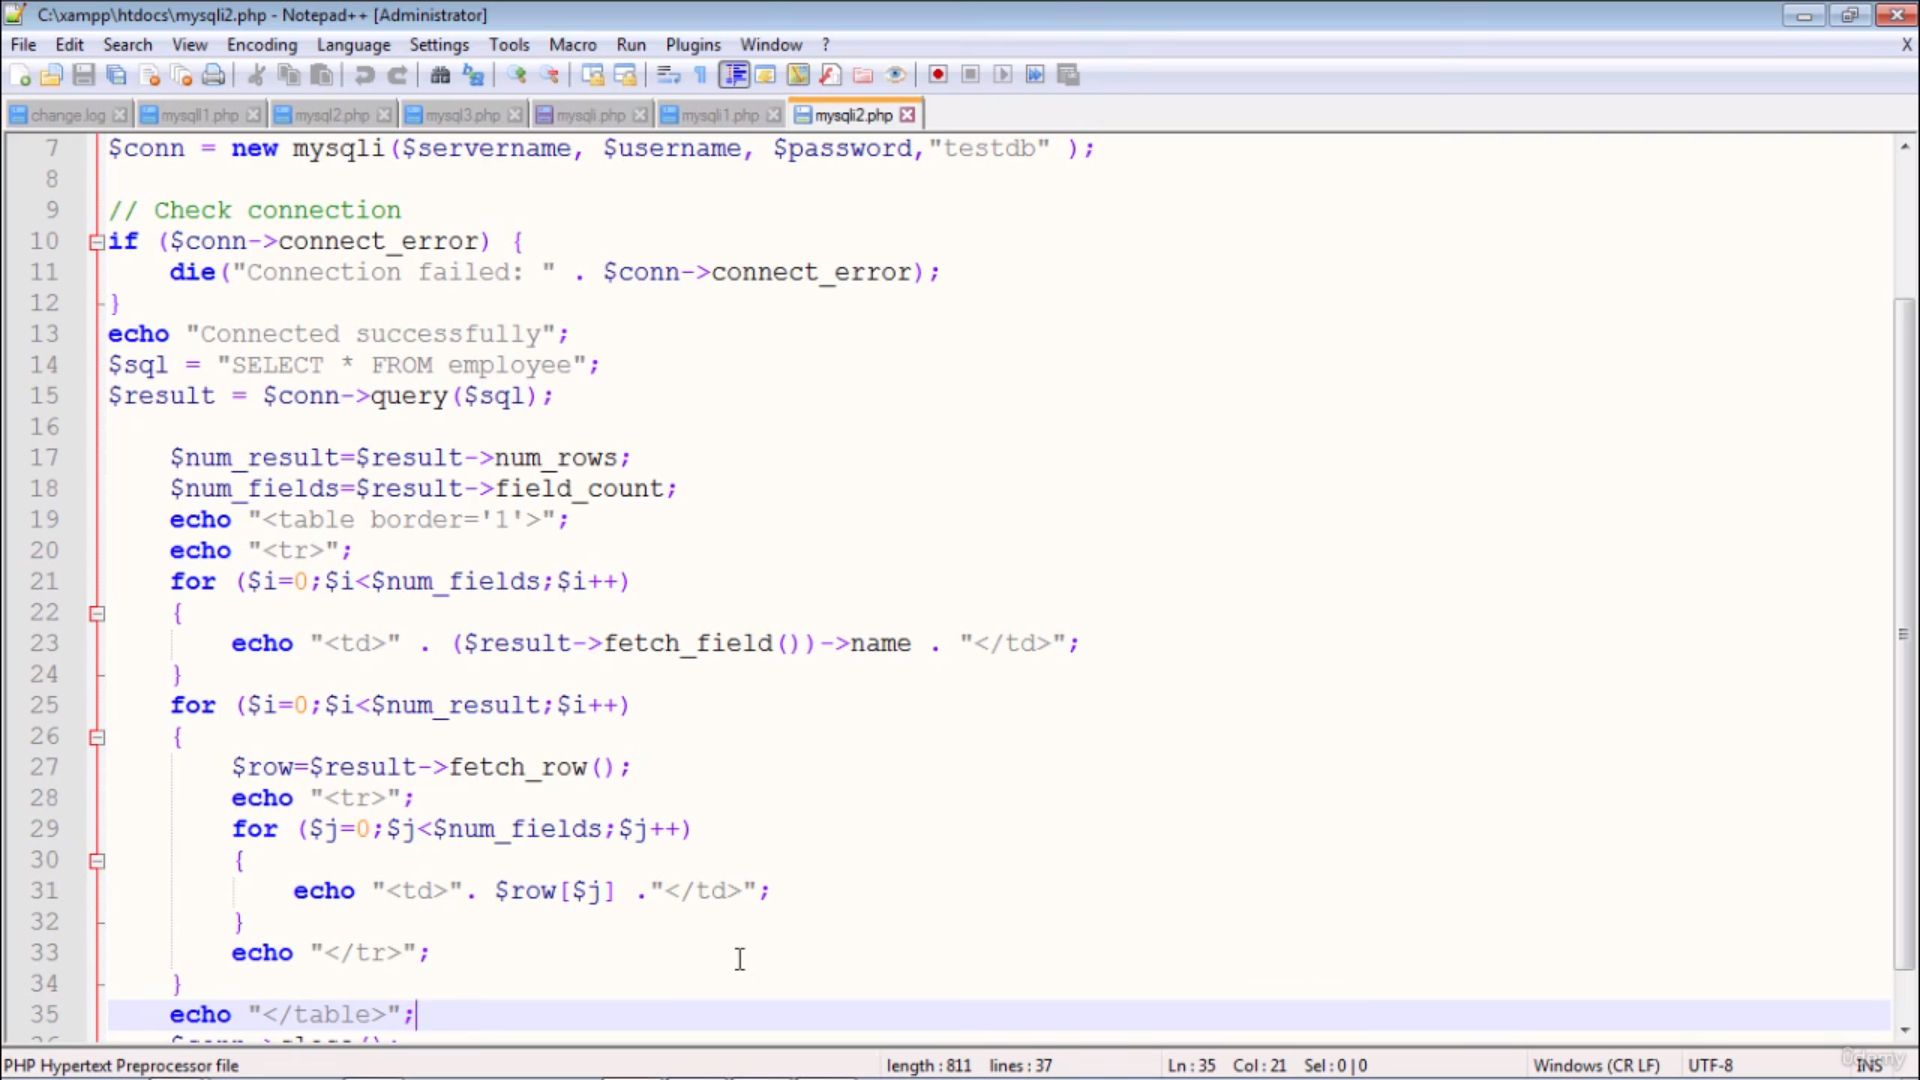 C:\xampp\htdocs\mysqli2.php - Notepad++ [Administrator]
File Edit Search View Encoding Language Settings Tools Macro Run Plugins Window ? X
change.log mysqll1.php mysql2.php mysql3.php mysqli.php mysqli1.php mysqli2.php
7 $conn = new mysqli($servername, $username, $password,"testdb" );
8
9 // Check connection
10 if ($conn->connect_error) {
11 die("Connection failed: " . $conn->connect_error);
12 }
13 echo "Connected successfully";
14 $sql = "SELECT * FROM employee";
15 $result = $conn->query($sql);
16
17 $num_result=$result->num_rows;
18 $num_fields=$result->field_count;
19 echo "<table border='1'>";
20 echo "<tr>";
21 for ($i=0;$i<$num_fields;$i++)
22 {
23 echo "<td>" . ($result->fetch_field())->name . "</td>";
24 }
25 for ($i=0;$i<$num_result;$i++)
26 {
27 $row=$result->fetch_row();
28 echo "<tr>";
29 for ($j=0;$j<$num_fields;$j++)
30 {
31 echo "<td>". $row[$j] ."</td>";
32 }
33 echo "</tr>";
34 }
35 echo "</table>";
PHP Hypertext Preprocessor file length : 811 lines : 37 Ln : 35 Col : 21 Sel : 0 | 0 Windows (CR LF) UTF-8 INS